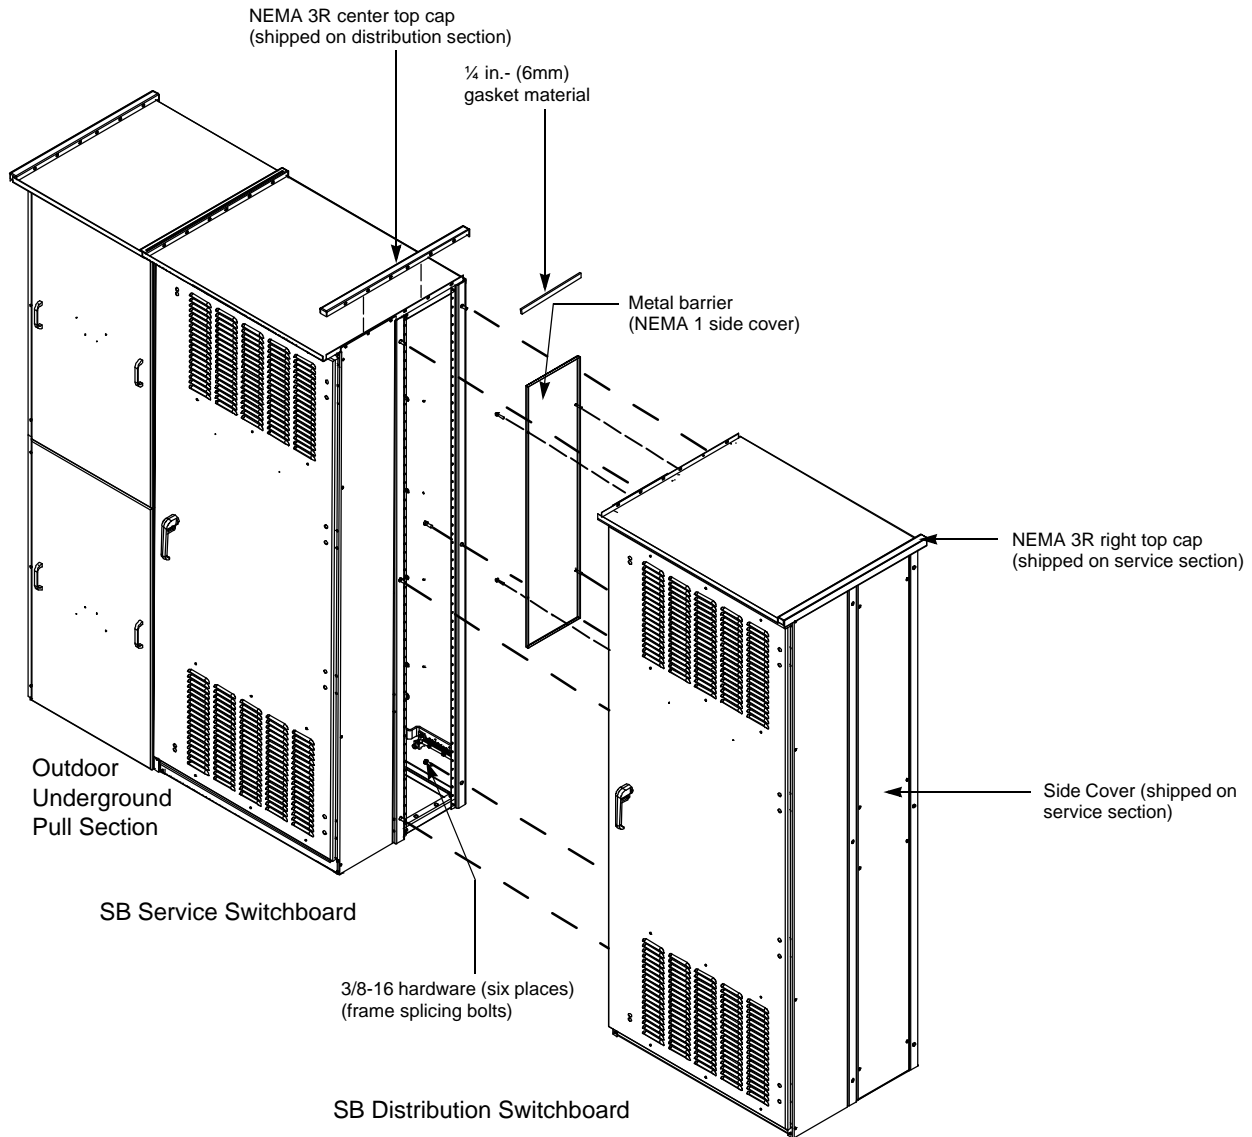 NEMA 3R center top cap
(shipped on distribution section)
¼ in.- (6mm)
gasket material
Metal barrier
(NEMA 1 side cover)
NEMA 3R right top cap
(shipped on service section)
Side Cover (shipped on
service section)
Outdoor
Underground
Pull Section
SB Service Switchboard
3/8-16 hardware (six places)
(frame splicing bolts)
SB Distribution Switchboard